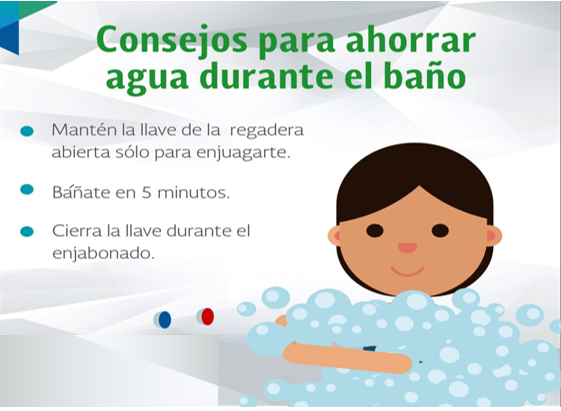 Consejos para ahorrar
agua durante el baño
Mantén la llave de la regadera
abierta sólo para enjuagarte.
Báñate en 5 minutos.
Cierra la llave durante el
enjabonado.